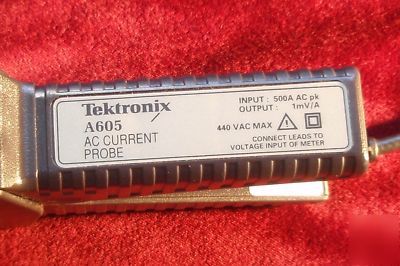 Tektronix
A605
AC CURRENT
PROBE
INPUT : 500A AC pk
OUTPUT : 1mV/A
440 VAC MAX
CONNECT LEADS TO
VOLTAGE INPUT OF METER